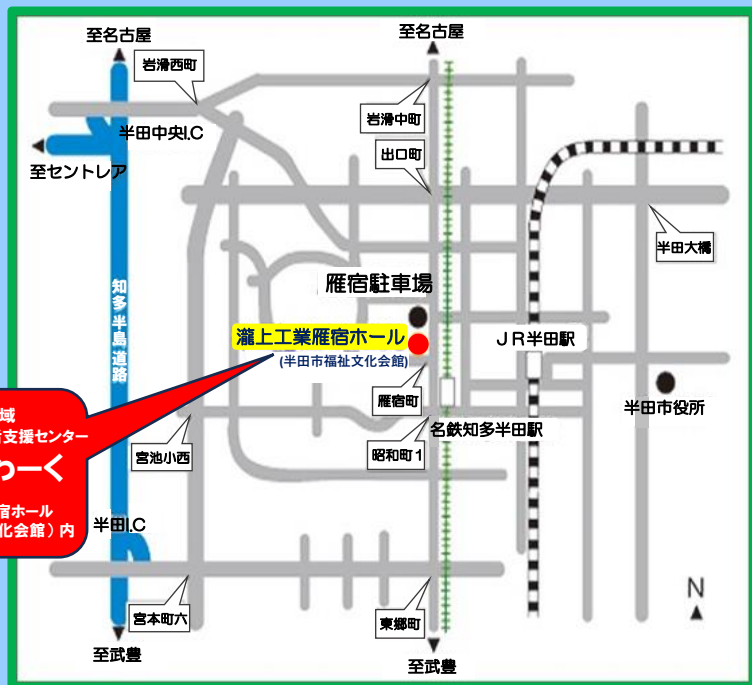 至名古屋
至名古屋
岩滑西町
岩滑中町
半田中央I.C
出口町
至セントレア
半田大橋
雁宿駐車場
知多半島道路
瀧上工業雁宿ホール
(半田市福祉文化会館)
JR半田駅
雁宿町
半田市役所
域
支援センター
わーく
宿ホール
化会館)内
名鉄知多半田駅
宮池小西
昭和町1
半田I.C
宮本町六
東郷町
N
至武豊
至武豊